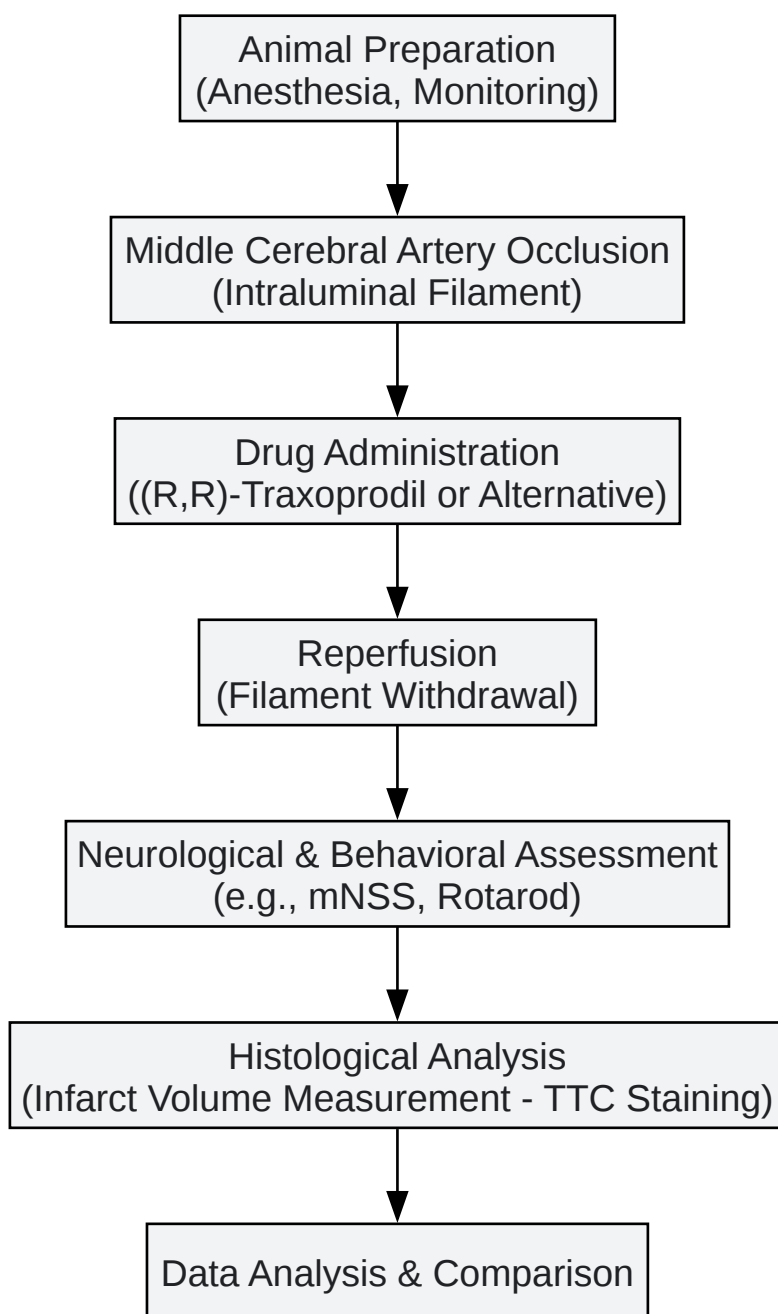 Animal Preparation
(Anesthesia, Monitoring)
Middle Cerebral Artery Occlusion
(Intraluminal Filament)
Drug Administration
((R,R)-Traxoprodil or Alternative)
Reperfusion
(Filament Withdrawal)
Neurological & Behavioral Assessment
(e.g., mNSS, Rotarod)
Histological Analysis
(Infarct Volume Measurement - TTC Staining)
Data Analysis & Comparison